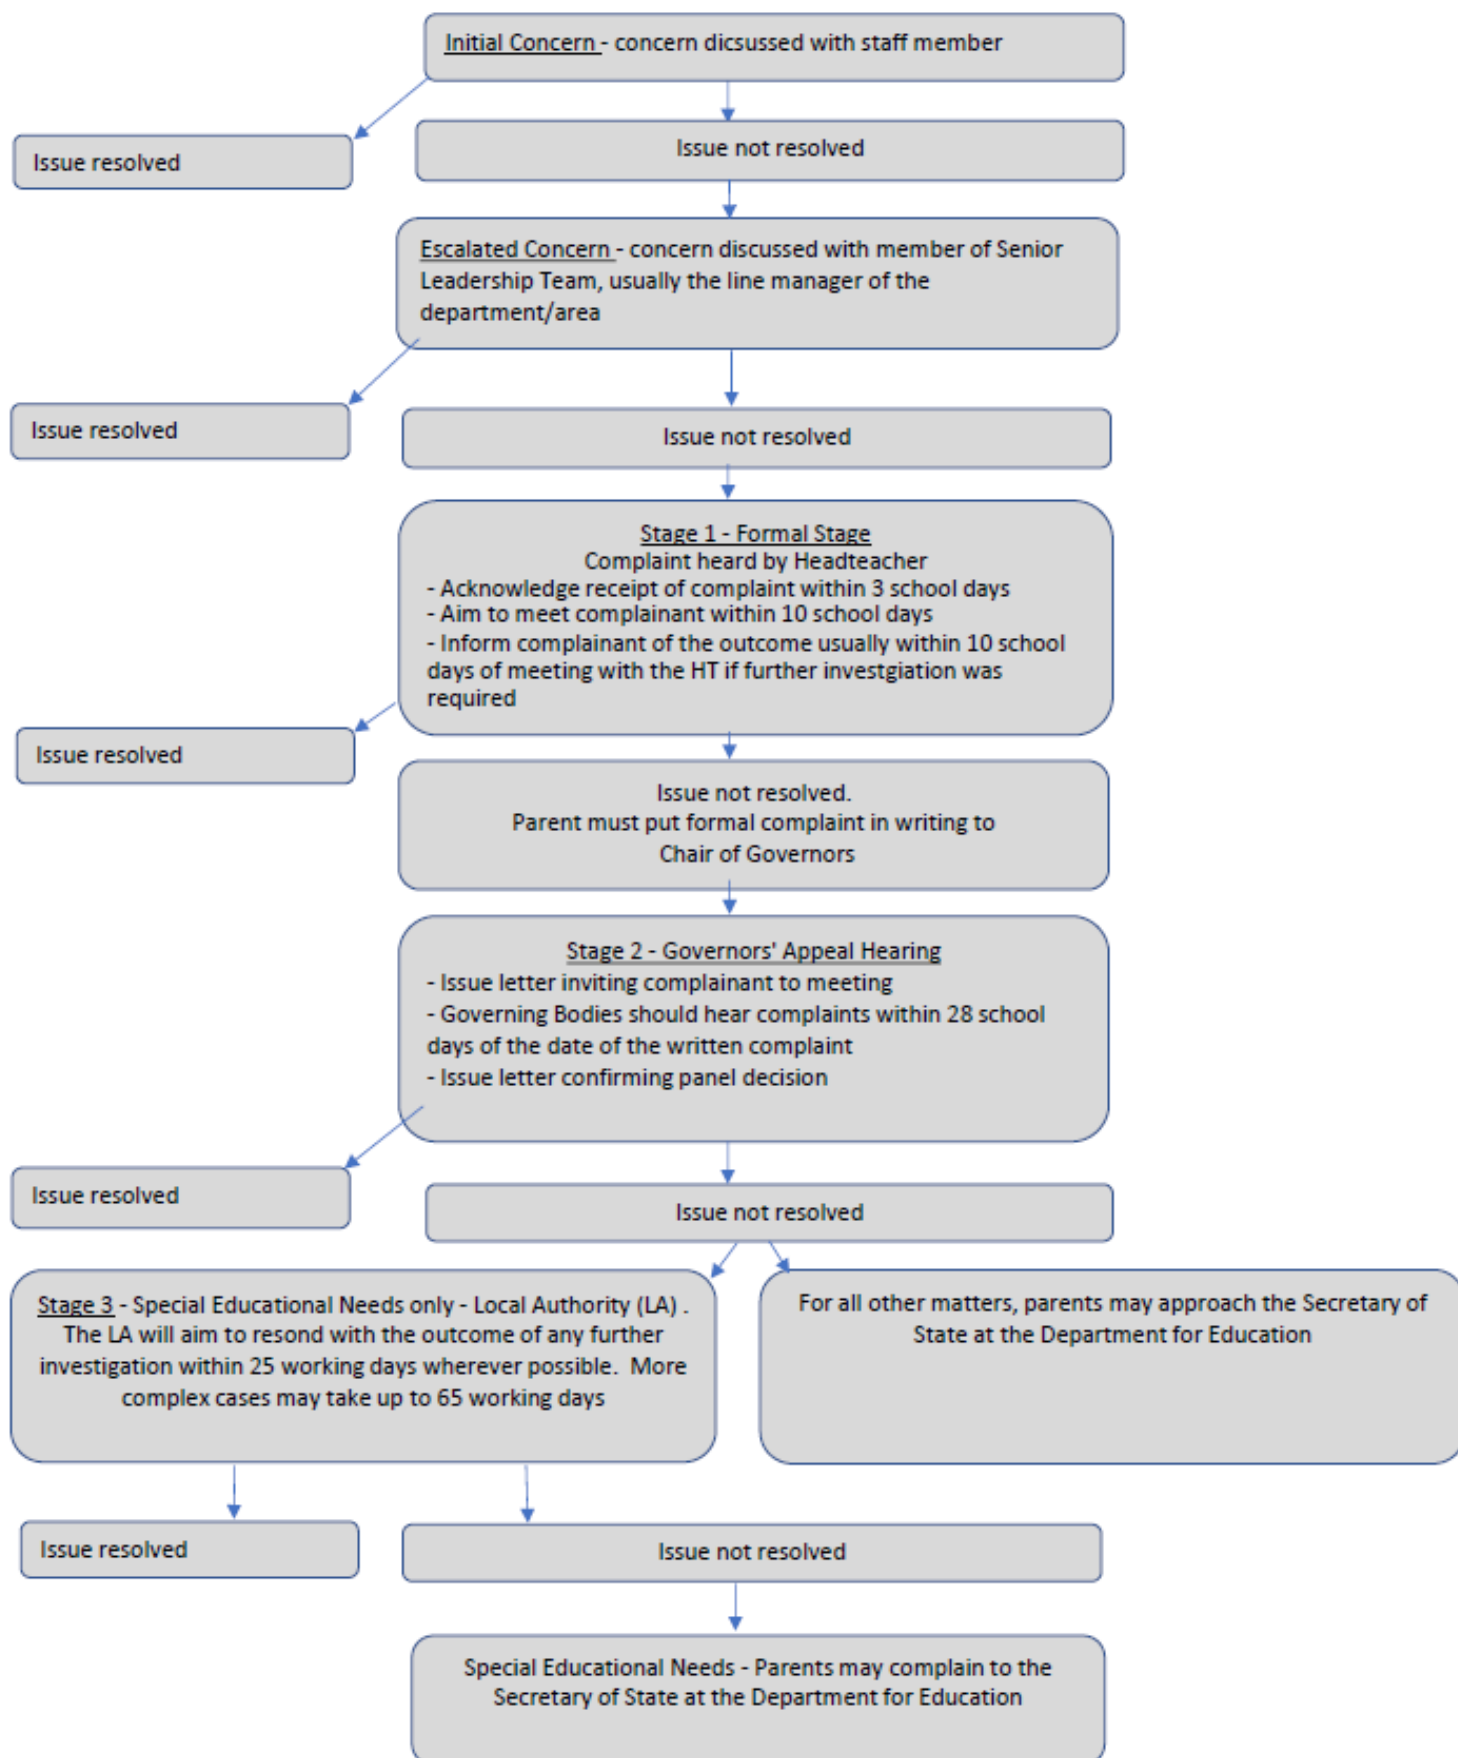 Initial Concern - concern dicsussed with staff member
Issue resolved
Issue not resolved
Escalated Concern - concern discussed with member of Senior
Leadership Team, usually the line manager of the
department/area
Issue resolved
Issue not resolved
Stage 1 - Formal Stage
Complaint heard by Headteacher
- Acknowledge receipt of complaint within 3 school days
- Aim to meet complainant within 10 school days
- Inform complainant of the outcome usually within 10 school
days of meeting with the HT if further investgiation was
required
Issue resolved
Issue not resolved.
Parent must put formal complaint in writing to
Chair of Governors
Stage 2 - Governors' Appeal Hearing
- Issue letter inviting complainant to meeting
- Governing Bodies should hear complaints within 28 school
days of the date of the written complaint
- Issue letter confirming panel decision
Issue resolved
Issue not resolved
Stage 3 - Special Educational Needs only - Local Authority (LA) .
The LA will aim to resond with the outcome of any further
investigation within 25 working days wherever possible.  More
complex cases may take up to 65 working days
For all other matters, parents may approach the Secretary of
State at the Department for Education
Issue resolved
Issue not resolved
Special Educational Needs - Parents may complain to the
Secretary of State at the Department for Education